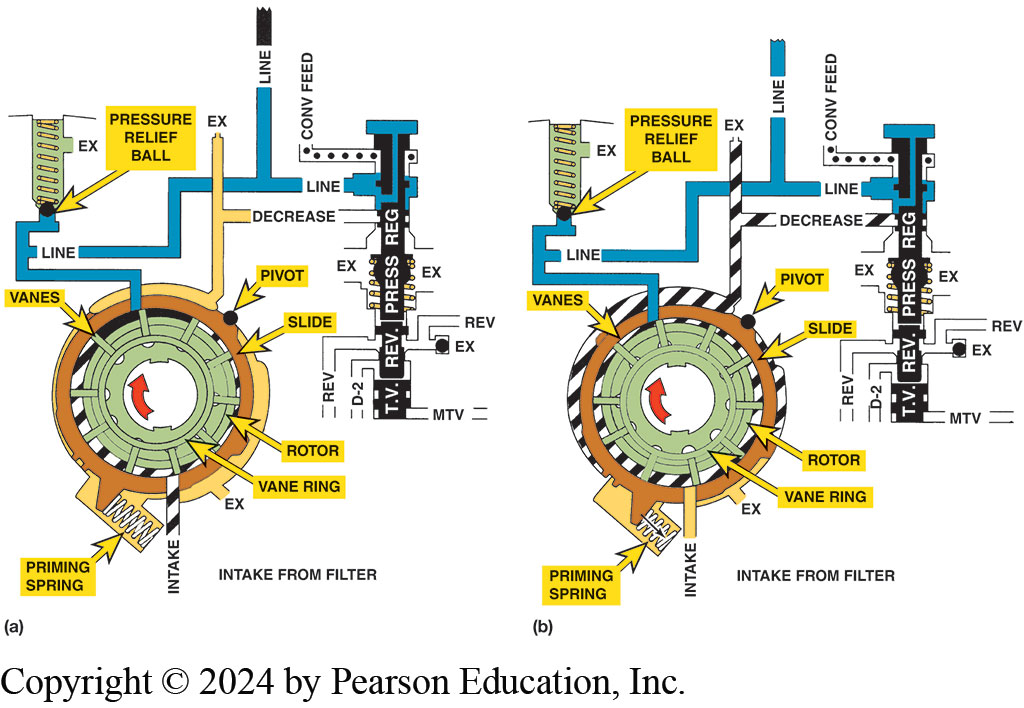 LINE
CONV FEED
PRESSURE
RELIEF
BALL
EX
EX
LINE
DECREASE
LINE
PRESS REG
EX
EX
PIVOT
VANES
SLIDE
REV
EX
REV.
REV
D-2
T.V.
MTV
ROTOR
VANE RING
EX
PRIMING
SPRING
INTAKE
INTAKE FROM FILTER
(a)
LINE
CONV FEED
PRESSURE
RELIEF
BALL
EX
EX
LINE
DECREASE
LINE
PRESS REG
EX
EX
PIVOT
VANES
SLIDE
REV
EX
REV.
REV
D-2
T.V.
MTV
ROTOR
VANE RING
EX
PRIMING
SPRING
INTAKE
INTAKE FROM FILTER
(b)
Copyright © 2024 by Pearson Education, Inc.